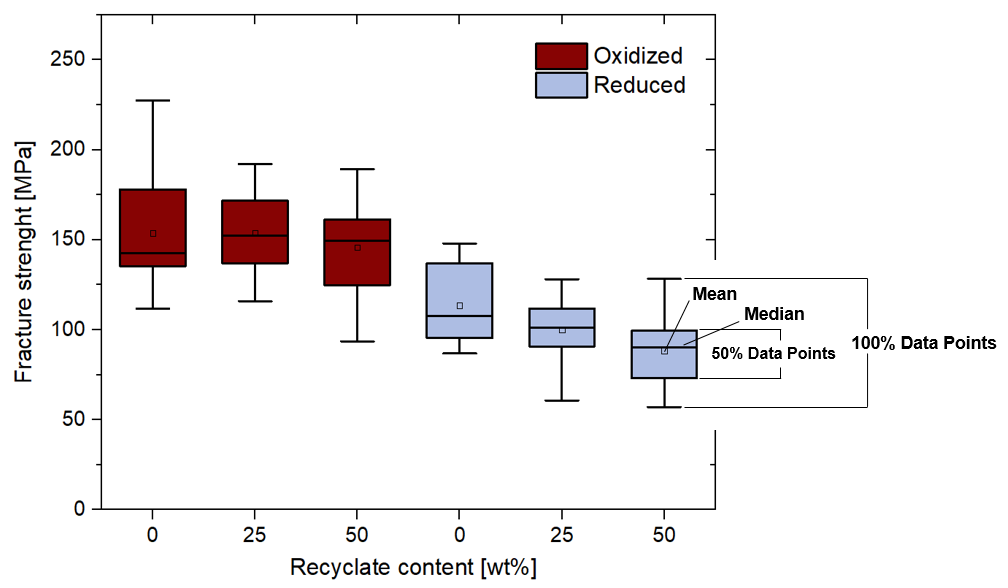 250
200
150
100
50
0
Fracture strenght [MPa]
Oxidized
Reduced
Mean
Median
50% Data Points
100% Data Points
0 25 50 0 25 50
Recyclate content [wt%]